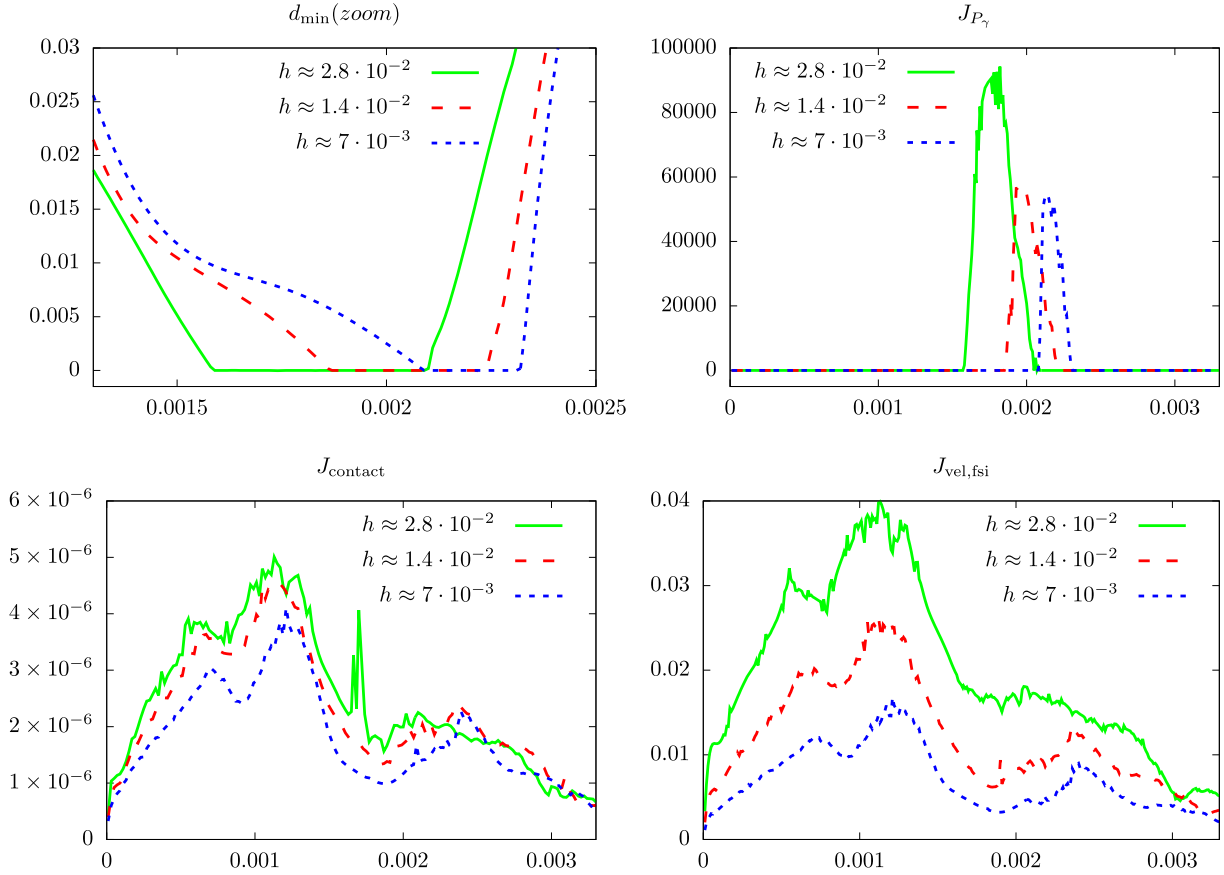 d_min(zoom)
0.03
0.025
0.02
0.015
0.01
0.005
0
0.0015 0.002 0.0025
h ≈ 2.8 · 10⁻²
h ≈ 1.4 · 10⁻²
h ≈ 7 · 10⁻³
J_{P_γ}
100000
80000
60000
40000
20000
0
0 0.001 0.002 0.003
h ≈ 2.8 · 10⁻²
h ≈ 1.4 · 10⁻²
h ≈ 7 · 10⁻³
J_contact
6 × 10⁻⁶
5 × 10⁻⁶
4 × 10⁻⁶
3 × 10⁻⁶
2 × 10⁻⁶
1 × 10⁻⁶
0
0 0.001 0.002 0.003
h ≈ 2.8 · 10⁻²
h ≈ 1.4 · 10⁻²
h ≈ 7 · 10⁻³
J_vel,fsi
0.04
0.03
0.02
0.01
0
0 0.001 0.002 0.003
h ≈ 2.8 · 10⁻²
h ≈ 1.4 · 10⁻²
h ≈ 7 · 10⁻³